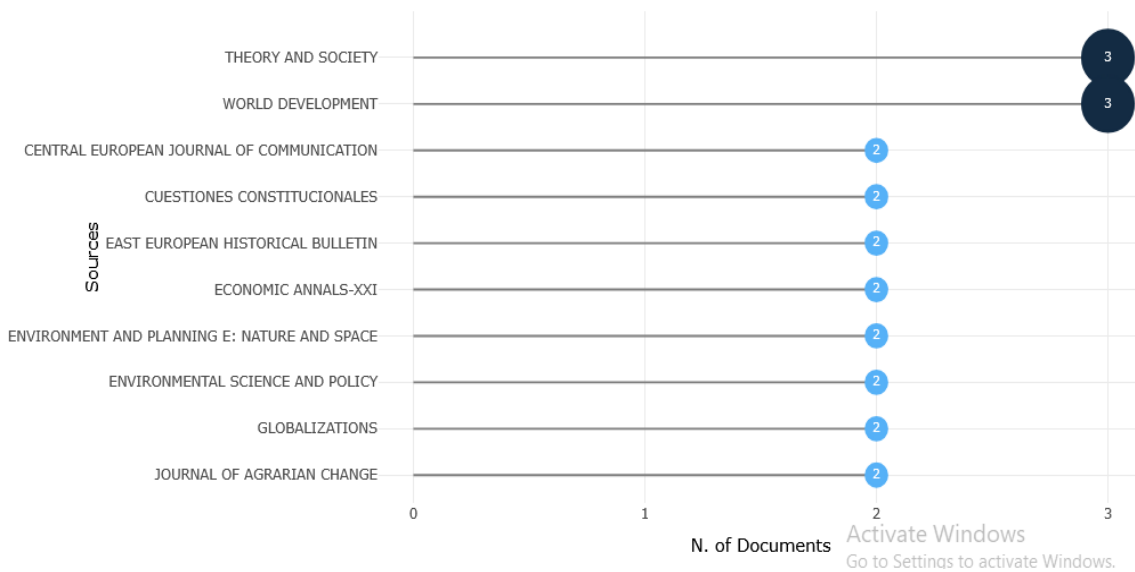 THEORY AND SOCIETY 3
WORLD DEVELOPMENT 3
CENTRAL EUROPEAN JOURNAL OF COMMUNICATION 2
CUESTIONES CONSTITUCIONALES 2
Sources
EAST EUROPEAN HISTORICAL BULLETIN 2
ECONOMIC ANNALS-XXI 2
ENVIRONMENT AND PLANNING E: NATURE AND SPACE 2
ENVIRONMENTAL SCIENCE AND POLICY 2
GLOBALIZATIONS 2
JOURNAL OF AGRARIAN CHANGE 2
0 1 2 3
N. of Documents
Activate Windows
Go to Settings to activate Windows.